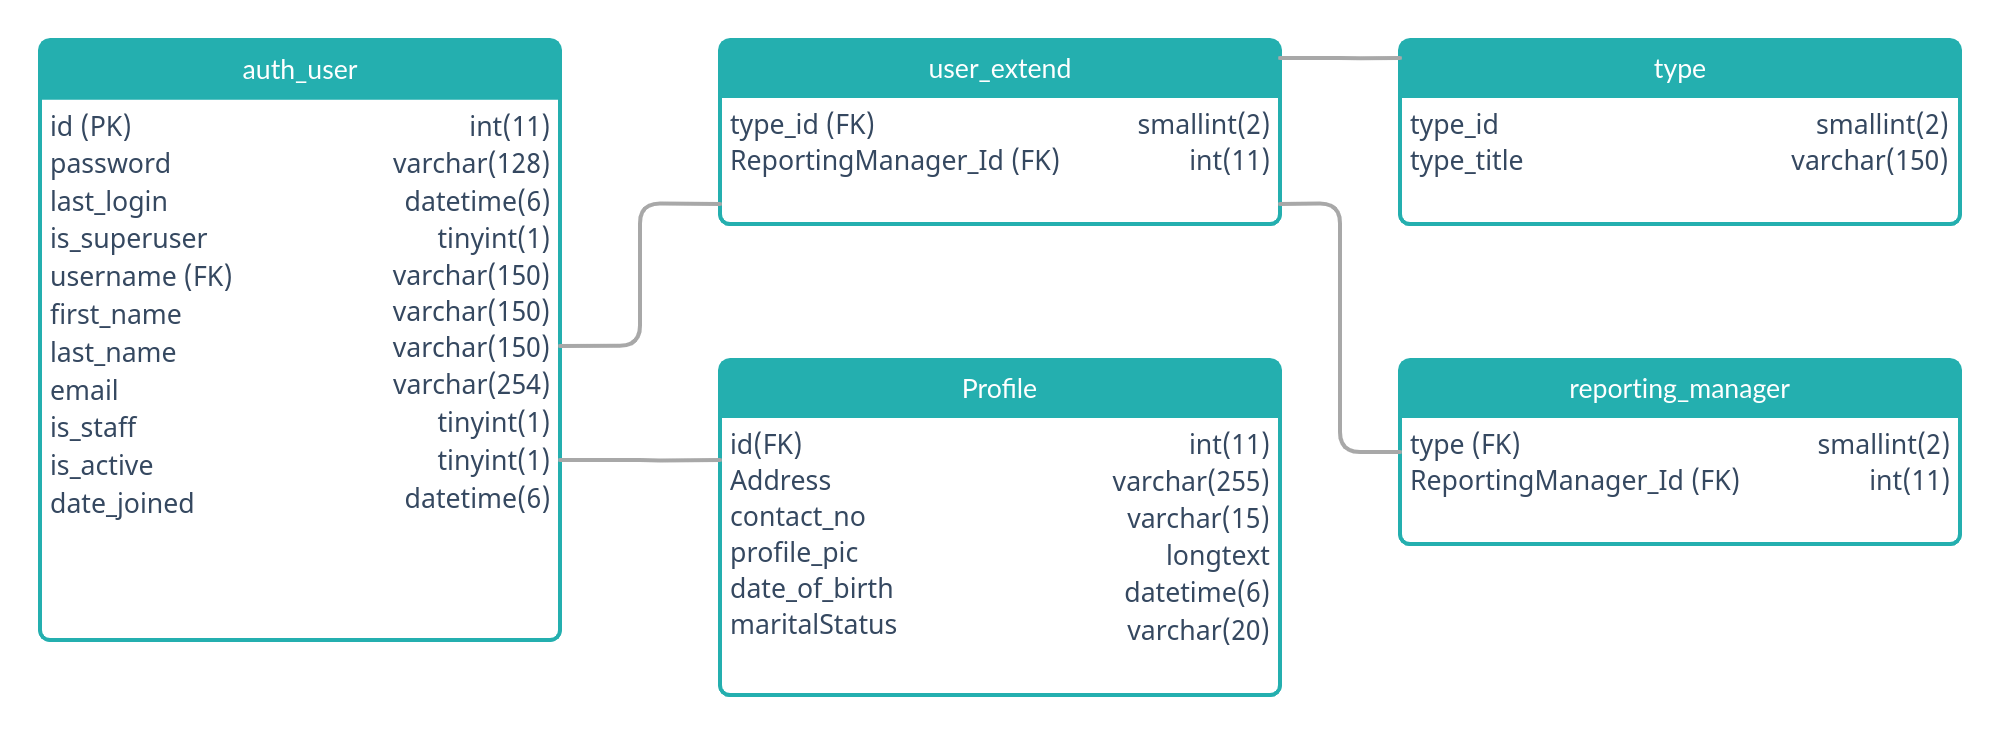 auth_user
id (PK) int(11)
password varchar(128)
last_login datetime(6)
is_superuser tinyint(1)
username (FK) varchar(150)
first_name varchar(150)
last_name varchar(150)
email varchar(254)
is_staff tinyint(1)
is_active tinyint(1)
date_joined datetime(6)
user_extend
type_id (FK) smallint(2)
ReportingManager_Id (FK) int(11)
type
type_id smallint(2)
type_title varchar(150)
Profile
id(FK) int(11)
Address varchar(255)
contact_no varchar(15)
profile_pic longtext
date_of_birth datetime(6)
maritalStatus varchar(20)
reporting_manager
type (FK) smallint(2)
ReportingManager_Id (FK) int(11)